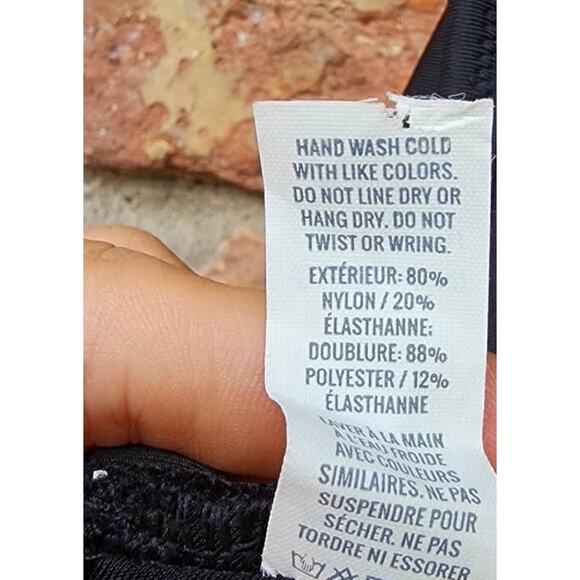 HAND WASH COLD
WITH LIKE COLORS.
DO NOT LINE DRY OR
HANG DRY. DO NOT
TWIST OR WRING.
EXTÉRIEUR: 80%
NYLON / 20%
ÉLASTHANNE;
DOUBLURE: 88%
POLYESTER / 12%
ÉLASTHANNE
LAVER À LA MAIN
À L'EAU FROIDE
AVEC COULEURS
SIMILAIRES. NE PAS
SUSPENDRE POUR
SÉCHER. NE PAS
TORDRE NI ESSORER